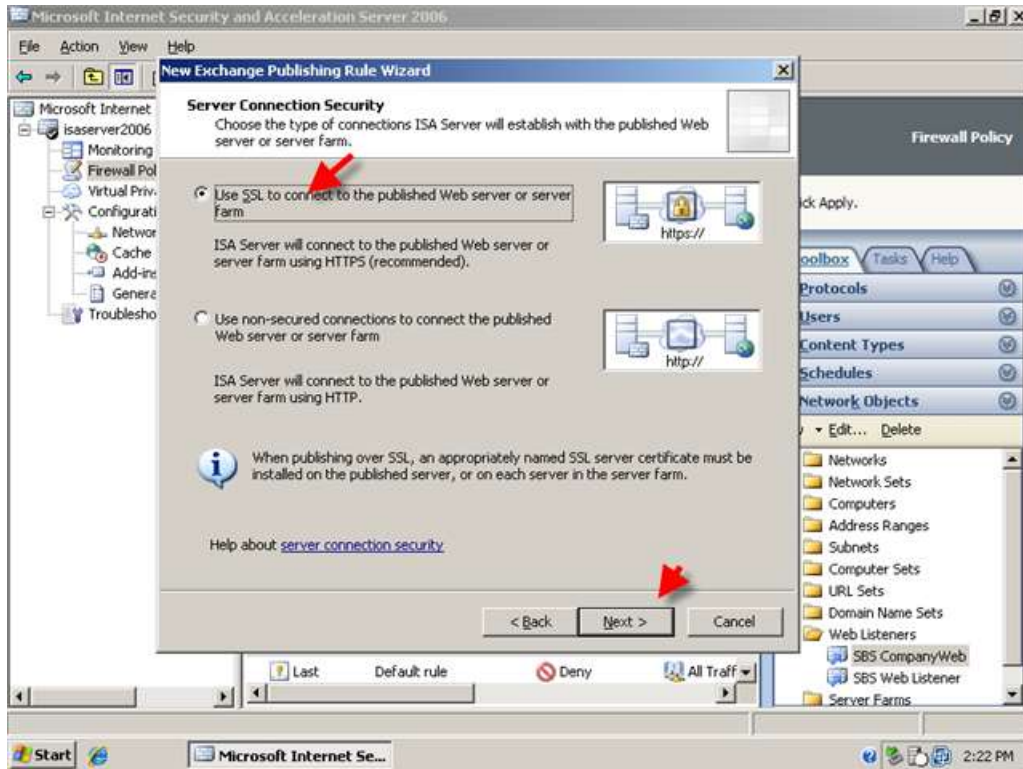 Microsoft Internet Security and Acceleration Server 2006
File Action View Help
New Exchange Publishing Rule Wizard
Microsoft Internet
isaserver2006
Monitoring
Firewall Pol
Virtual Priv
Configurati
Networ
Cache
Add-ins
Genera
Troublesho
Server Connection Security
Choose the type of connections ISA Server will establish with the published Web
server or server farm.
Use SSL to connect to the published Web server or server
farm
https://
ISA Server will connect to the published Web server or
server farm using HTTPS (recommended).
Use non-secured connections to connect the published
Web server or server farm
http://
ISA Server will connect to the published Web server or
server farm using HTTP.
When publishing over SSL, an appropriately named SSL server certificate must be
installed on the published server, or on each server in the server farm.
Help about server connection security
< Back Next > Cancel
Firewall Policy
ick Apply.
oolbox Tasks Help
Protocols
Users
Content Types
Schedules
Network Objects
Edit... Delete
Networks
Network Sets
Computers
Address Ranges
Subnets
Computer Sets
URL Sets
Domain Name Sets
Web Listeners
SBS CompanyWeb
SBS Web Listener
Server Farms
Last Default rule Deny All Traff
Start Microsoft Internet Se... 2:22 PM